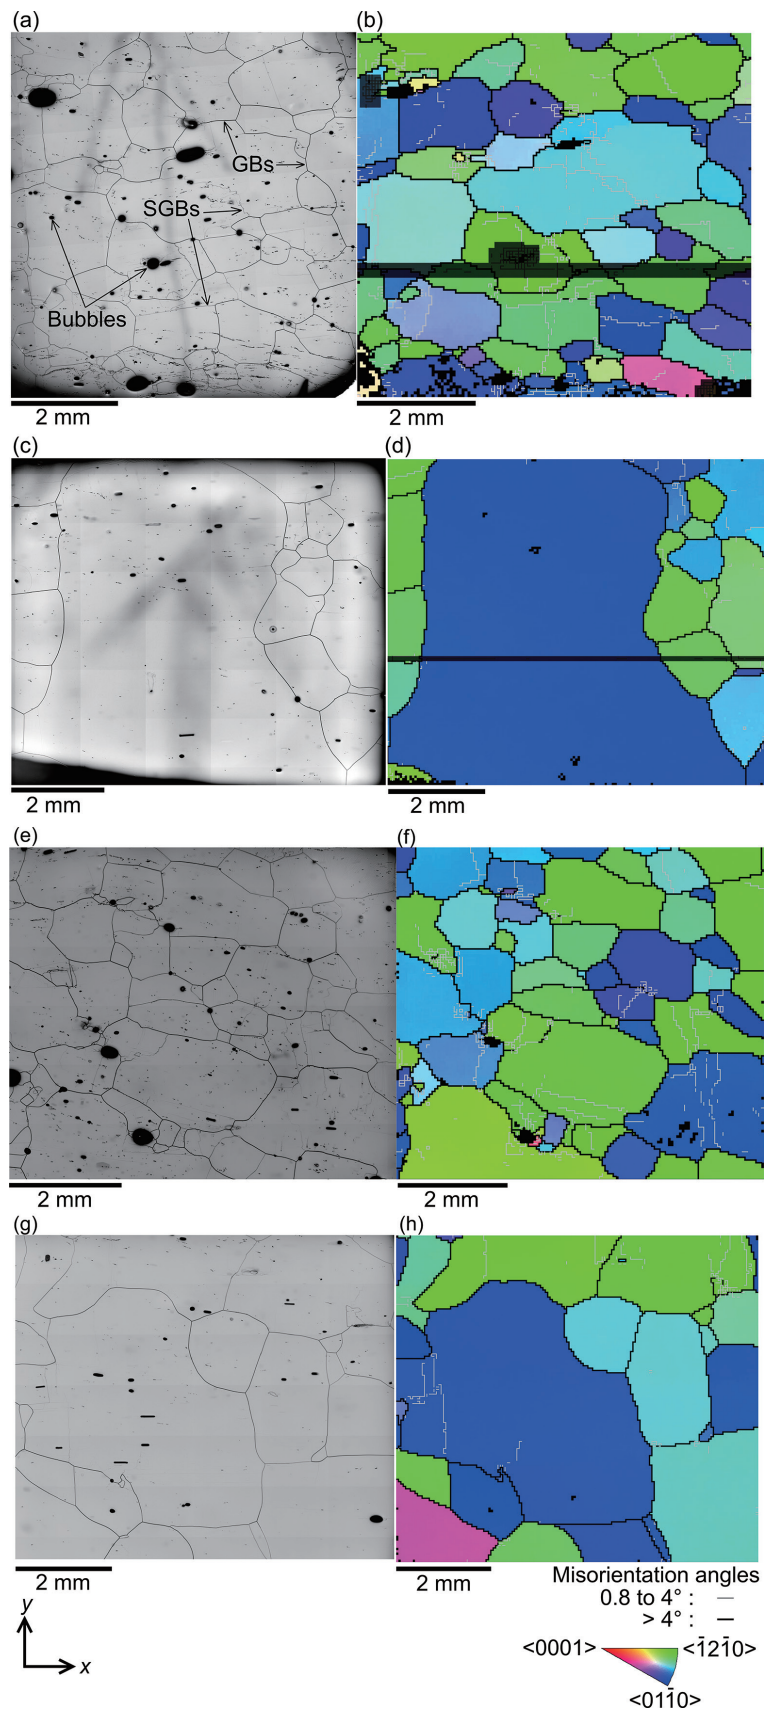 (a)
(b)
GBs
SGBs
Bubbles
2 mm
2 mm
(c)
(d)
2 mm
2 mm
(e)
(f)
2 mm
2 mm
(g)
(h)
2 mm
2 mm
Misorientation angles
0.8 to 4° :
> 4° :
y
x
<0001>
<1̄21̄0>
<011̄0>